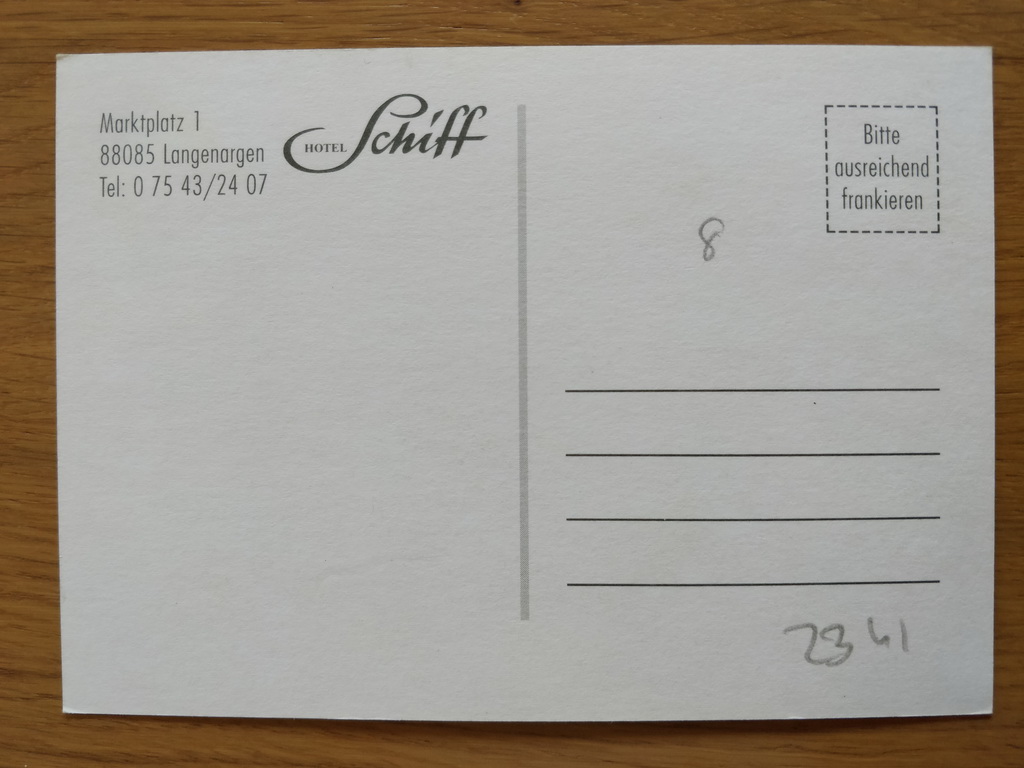 Marktplatz 1
88085 Langenargen
Tel: 0 75 43/24 07
HOTEL Schiff
Bitte
ausreichend
frankieren
8
2341